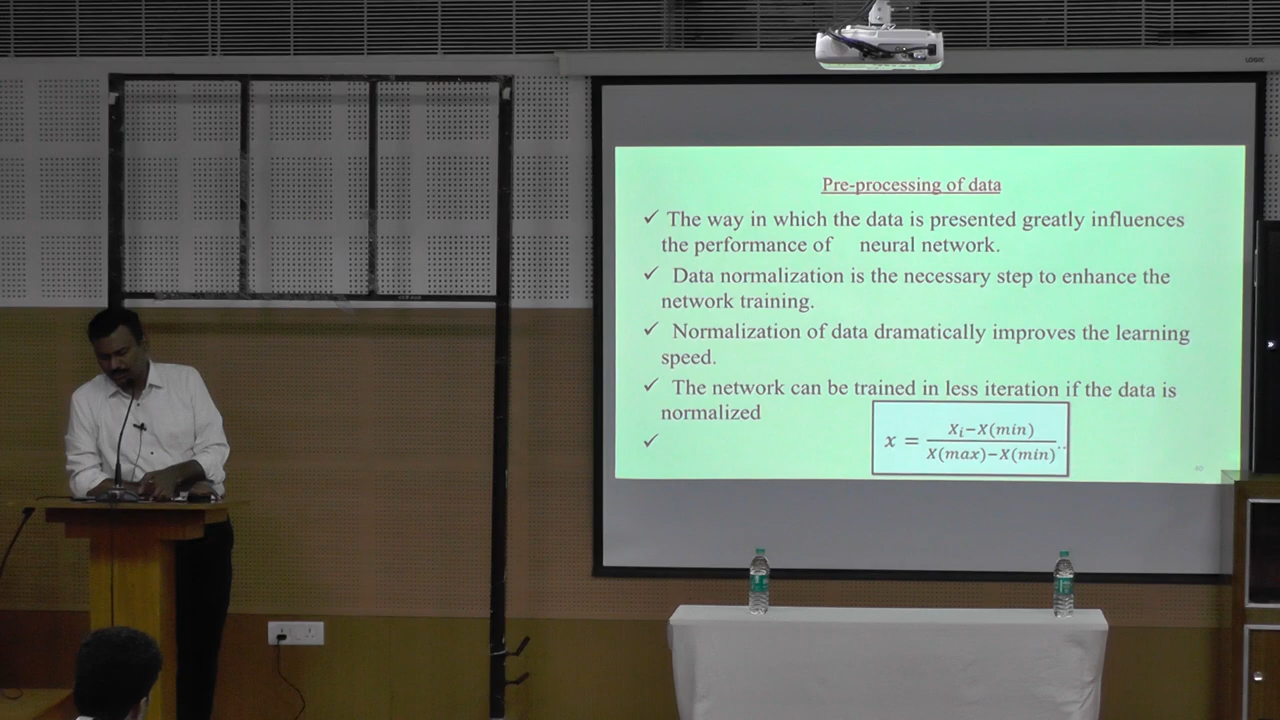 LOGIC
Pre-processing of data
✓ The way in which the data is presented greatly influences
the performance of neural network.
✓ Data normalization is the necessary step to enhance the
network training.
✓ Normalization of data dramatically improves the learning
speed.
✓ The network can be trained in less iteration if the data is
normalized
✓ x = (X_i−X(min))/(X(max)−X(min)) ..